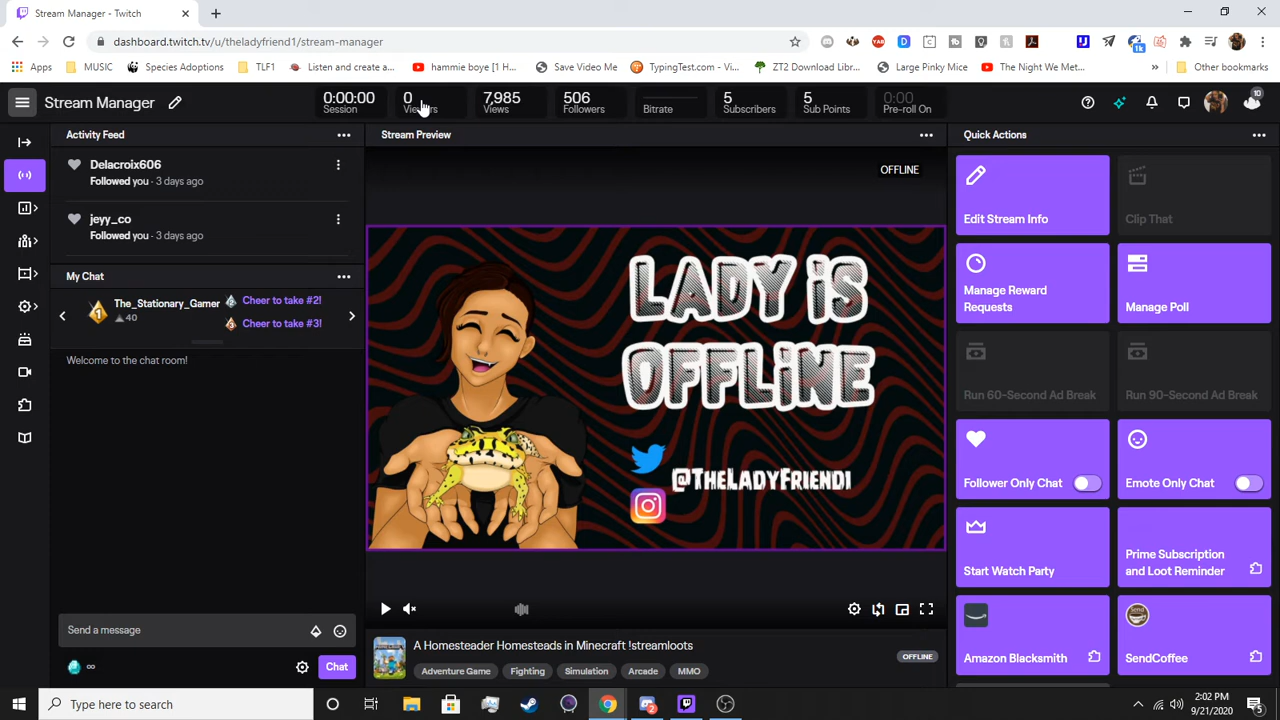 Stream Manager - Twitch
dashboard.twitch.tv/u/theladyfriend1/stream-manager
Apps
MUSIC
Species Adoptions
TLF1
Listen and create a...
hammie boye [1 H...
Save Video Me
TypingTest.com - U...
ZT2 Download Libr...
Large Pinky Mice
The Night We Met...
Other bookmarks
Stream Manager
0:00:00
Session
0
Viewers
7,985
Views
506
Followers
Bitrate
5
Subscribers
5
Sub Points
0:00
Pre-roll On
10
Activity Feed
Delacroix606
Followed you · 3 days ago
jeyy_co
Followed you · 3 days ago
My Chat
1
The_Stationary_Gamer
40
2
Cheer to take #2!
3
Cheer to take #3!
Welcome to the chat room!
Send a message
∞
Chat
Stream Preview
OFFLINE
LADY iS
OFFLiNE
@TheLadyFriend1
A Homesteader Homesteads in Minecraft !streamloots
Adventure Game
Fighting
Simulation
Arcade
MMO
OFFLINE
Quick Actions
Edit Stream Info
Clip That
Manage Reward
Requests
Manage Poll
Run 60-Second Ad Break
Run 90-Second Ad Break
Follower Only Chat
Emote Only Chat
Start Watch Party
Prime Subscription
and Loot Reminder
Amazon Blacksmith
SendCoffee
Type here to search
2:02 PM
9/21/2020